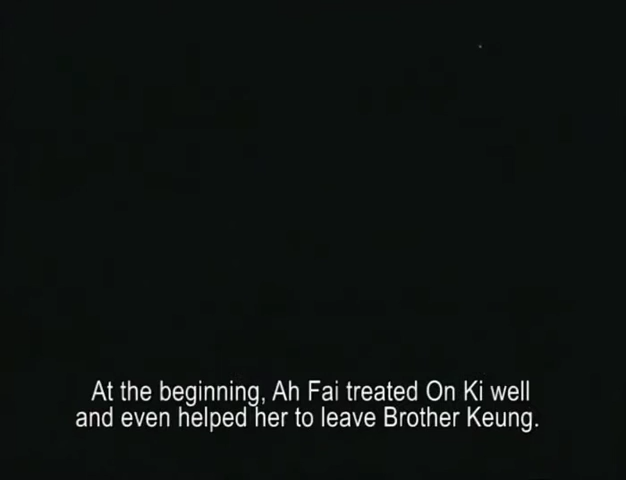 At the beginning, Ah Fai treated On Ki well
and even helped her to leave Brother Keung.